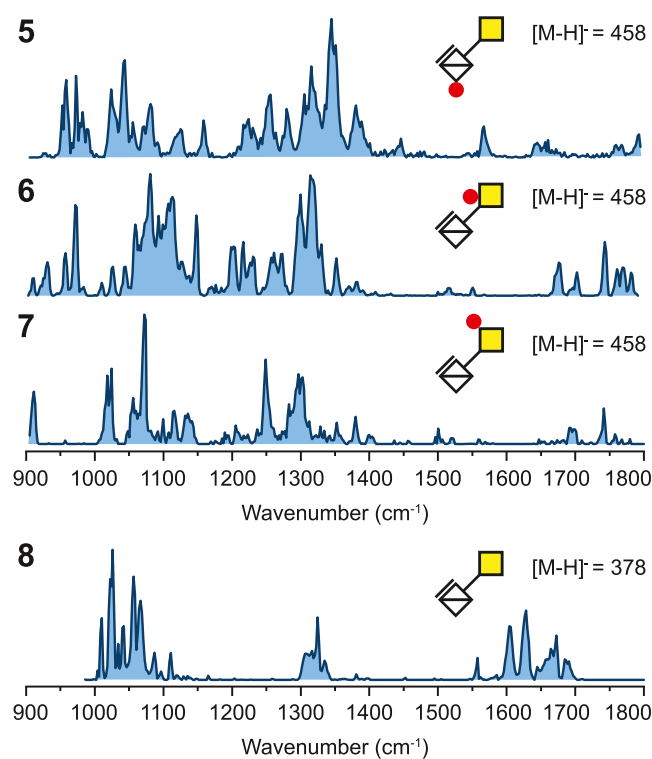 5
[M-H]⁻ = 458
6
[M-H]⁻ = 458
7
[M-H]⁻ = 458
900 1000 1100 1200 1300 1400 1500 1600 1700 1800
Wavenumber (cm⁻¹)
8
[M-H]⁻ = 378
900 1000 1100 1200 1300 1400 1500 1600 1700 1800
Wavenumber (cm⁻¹)